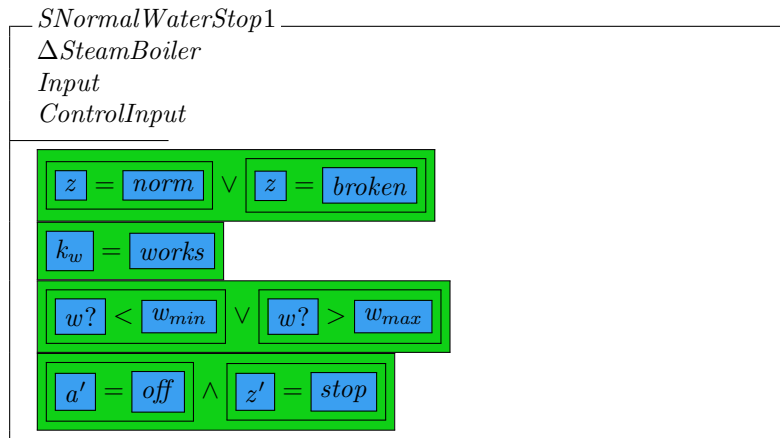 SNormalWaterStop1
ΔSteamBoiler
Input
ControlInput
z = norm ∨ z = broken
k_w = works
w? < w_min ∨ w? > w_max
a′ = off ∧ z′ = stop